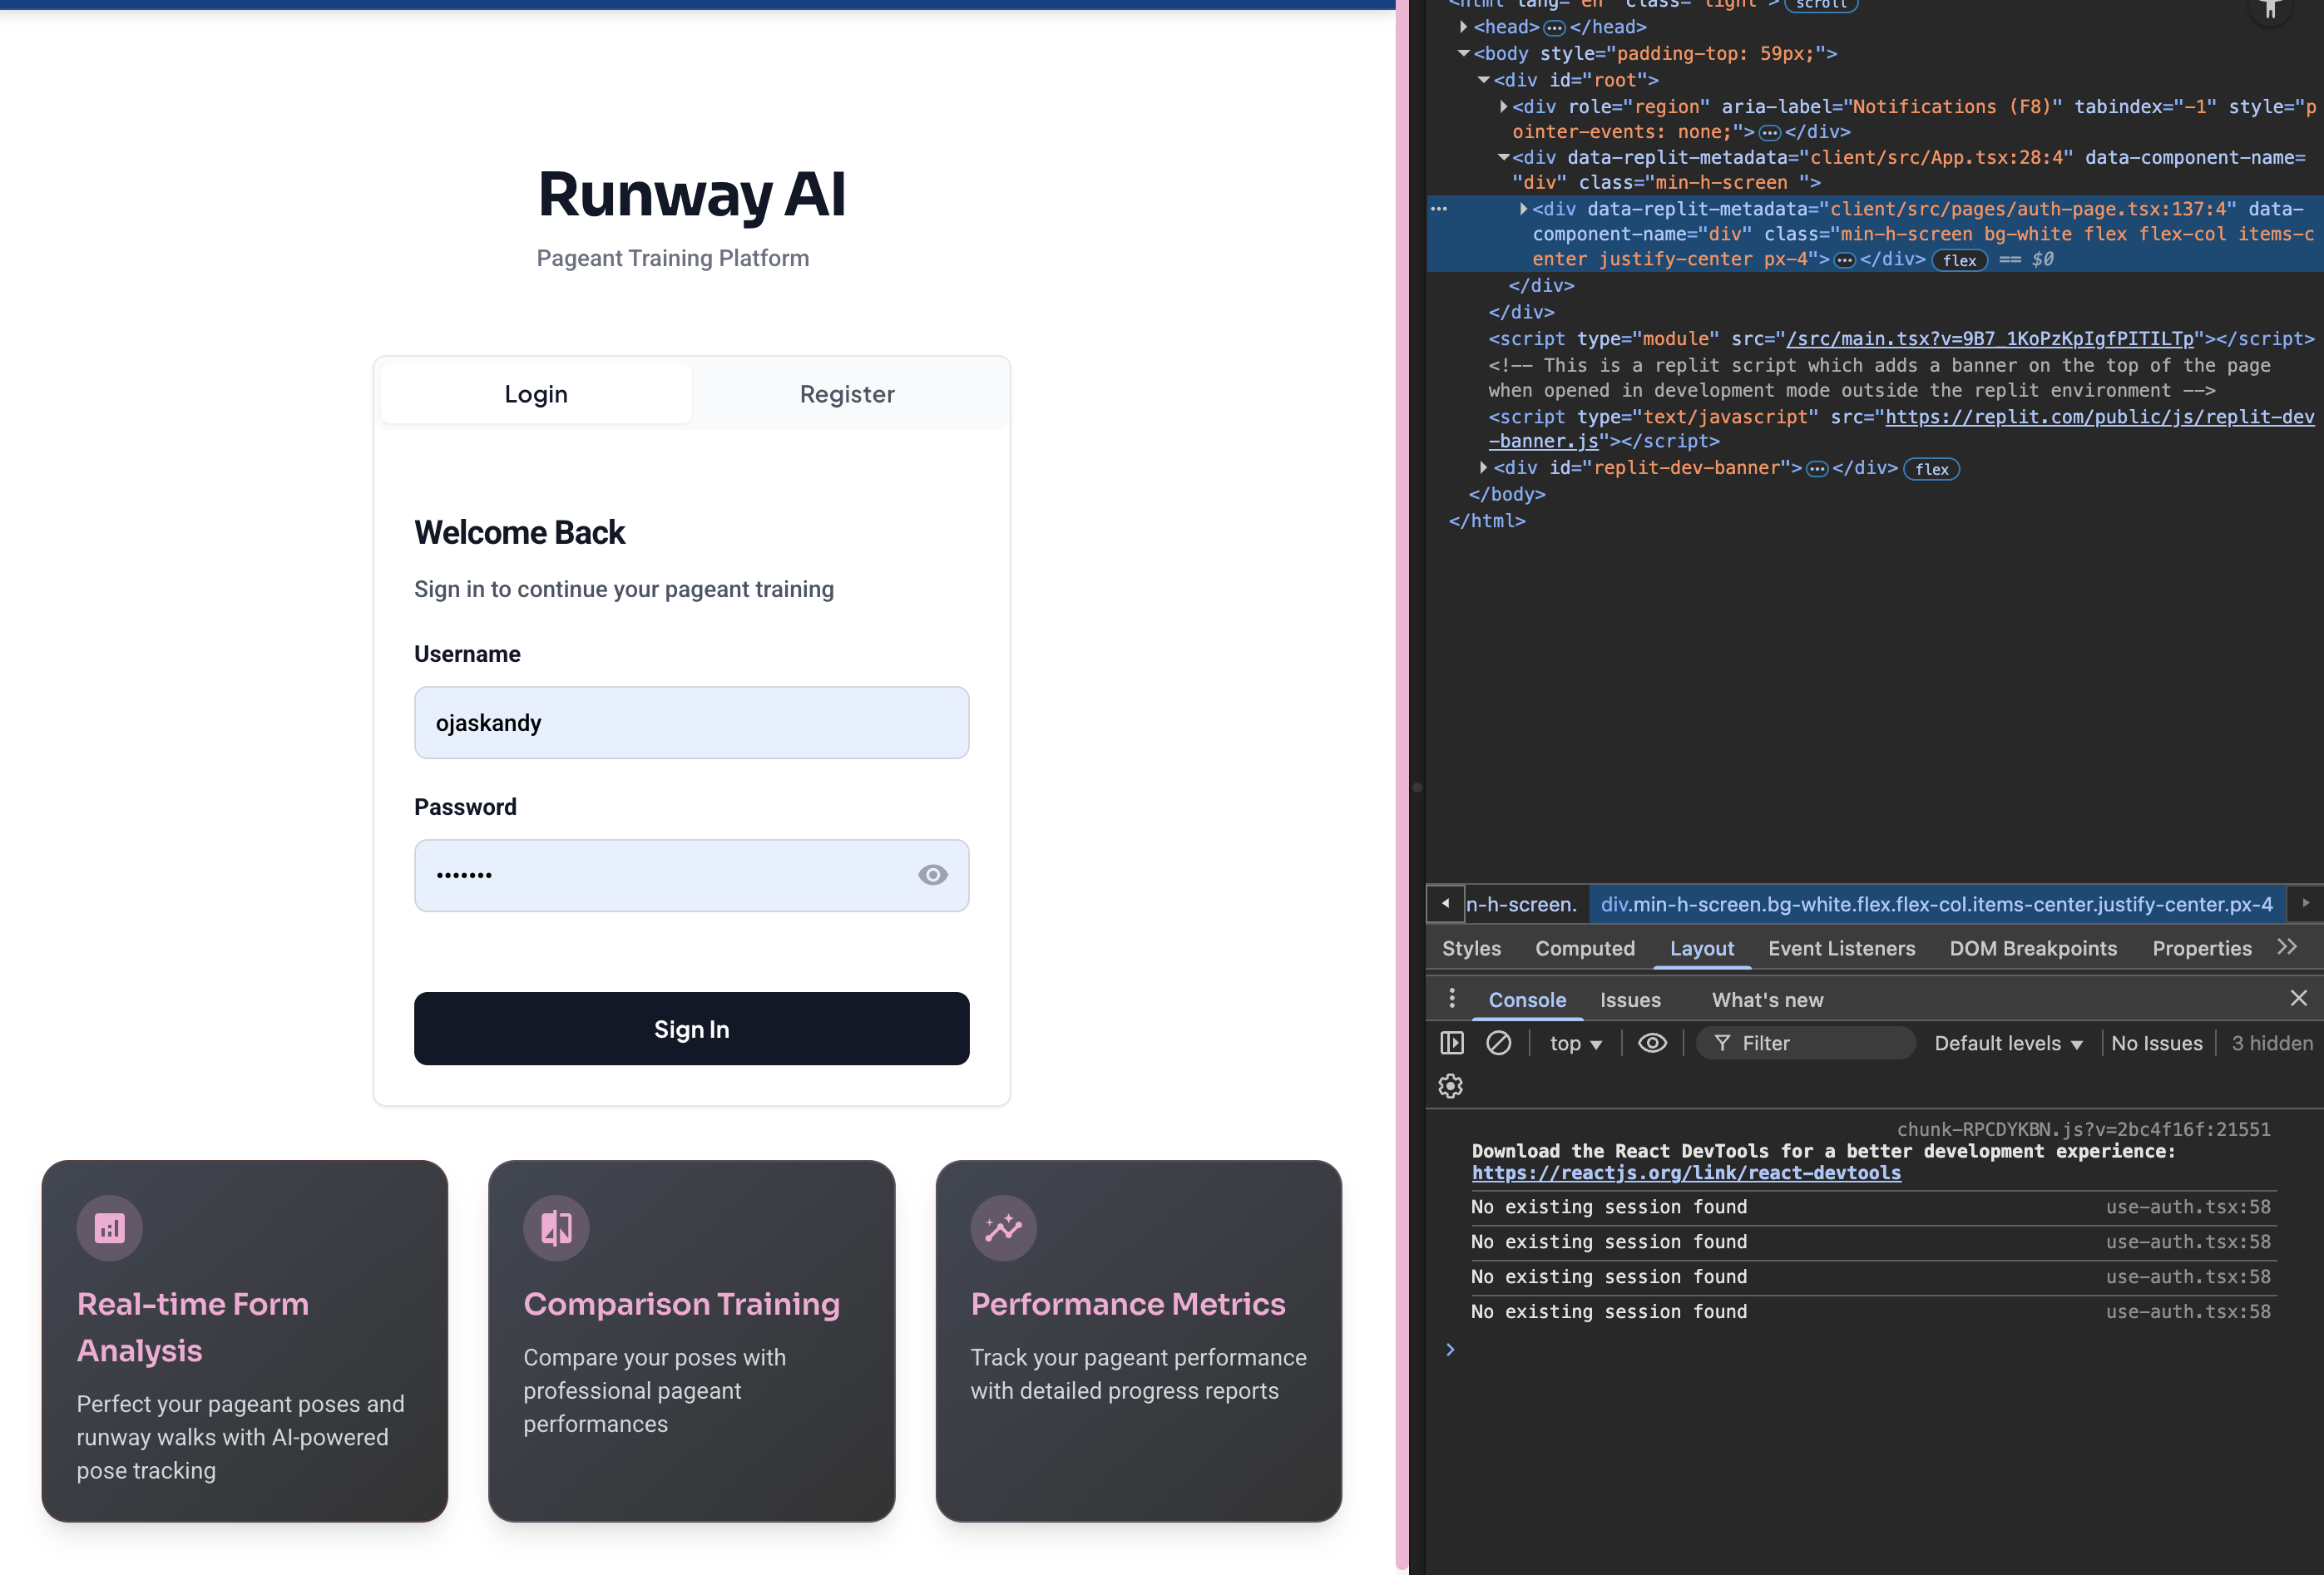 Runway AI
Pageant Training Platform
Login
Register
Welcome Back
Sign in to continue your pageant training
Username
ojaskandy
Password
•••••••
Sign In
Real-time Form
Analysis
Perfect your pageant poses and
runway walks with AI-powered
pose tracking
Comparison Training
Compare your poses with
professional pageant
performances
Performance Metrics
Track your pageant performance
with detailed progress reports
<html lang="en" class="light"> scroll
<head> ••• </head>
<body style="padding-top: 59px;">
<div id="root">
<div role="region" aria-label="Notifications (F8)" tabindex="-1" style="p
ointer-events: none;"> ••• </div>
<div data-replit-metadata="client/src/App.tsx:28:4" data-component-name=
"div" class="min-h-screen ">
••• <div data-replit-metadata="client/src/pages/auth-page.tsx:137:4" data-
component-name="div" class="min-h-screen bg-white flex flex-col items-c
enter justify-center px-4"> ••• </div> flex == $0
</div>
</div>
<script type="module" src="/src/main.tsx?v=9B7_1KoPzKpIgfPITILTp"></script>
<!-- This is a replit script which adds a banner on the top of the page
when opened in development mode outside the replit environment -->
<script type="text/javascript" src="https://replit.com/public/js/replit-dev
-banner.js"></script>
<div id="replit-dev-banner"> ••• </div> flex
</body>
</html>
n-h-screen. div.min-h-screen.bg-white.flex.flex-col.items-center.justify-center.px-4
Styles Computed Layout Event Listeners DOM Breakpoints Properties
Console Issues What's new
top Filter Default levels No Issues 3 hidden
chunk-RPCDYKBN.js?v=2bc4f16f:21551
Download the React DevTools for a better development experience:
https://reactjs.org/link/react-devtools
No existing session found use-auth.tsx:58
No existing session found use-auth.tsx:58
No existing session found use-auth.tsx:58
No existing session found use-auth.tsx:58